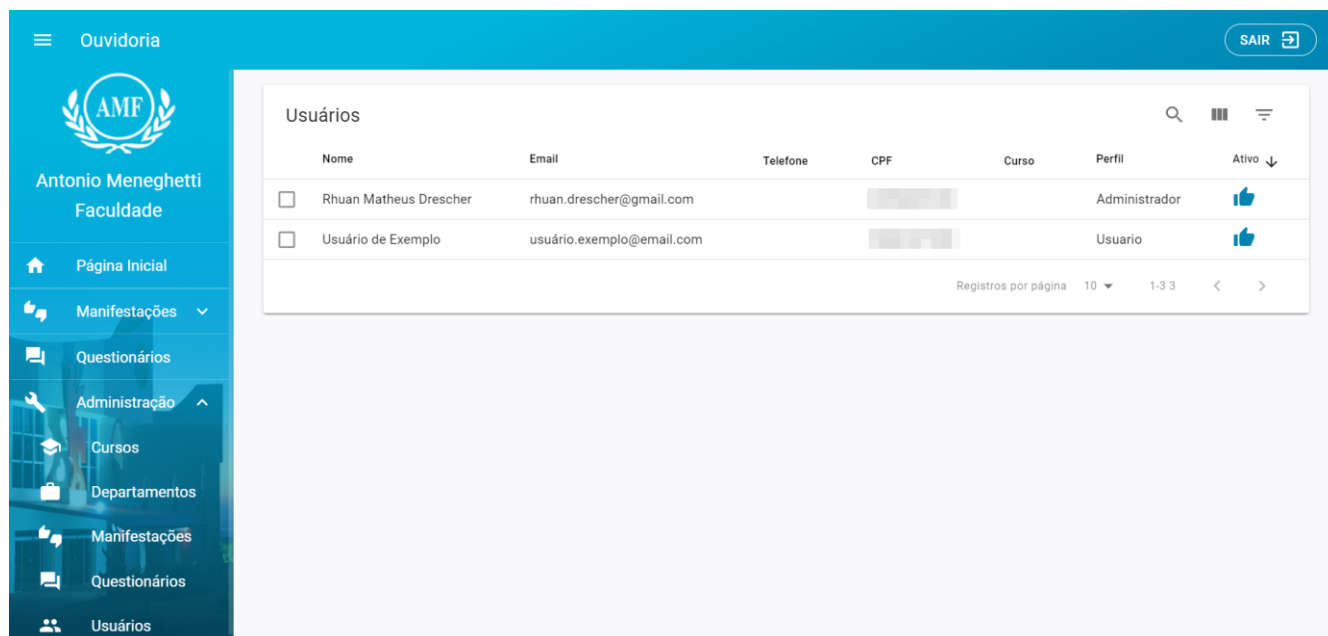 Ouvidoria
SAIR
AMF
Antonio Meneghetti
Faculdade
Página Inicial
Manifestações
Questionários
Administração
Cursos
Departamentos
Manifestações
Questionários
Usuários
Usuários
Nome Email Telefone CPF Curso Perfil Ativo
Rhuan Matheus Drescher rhuan.drescher@gmail.com Administrador
Usuário de Exemplo usuário.exemplo@email.com Usuario
Registros por página 10 1-3 3